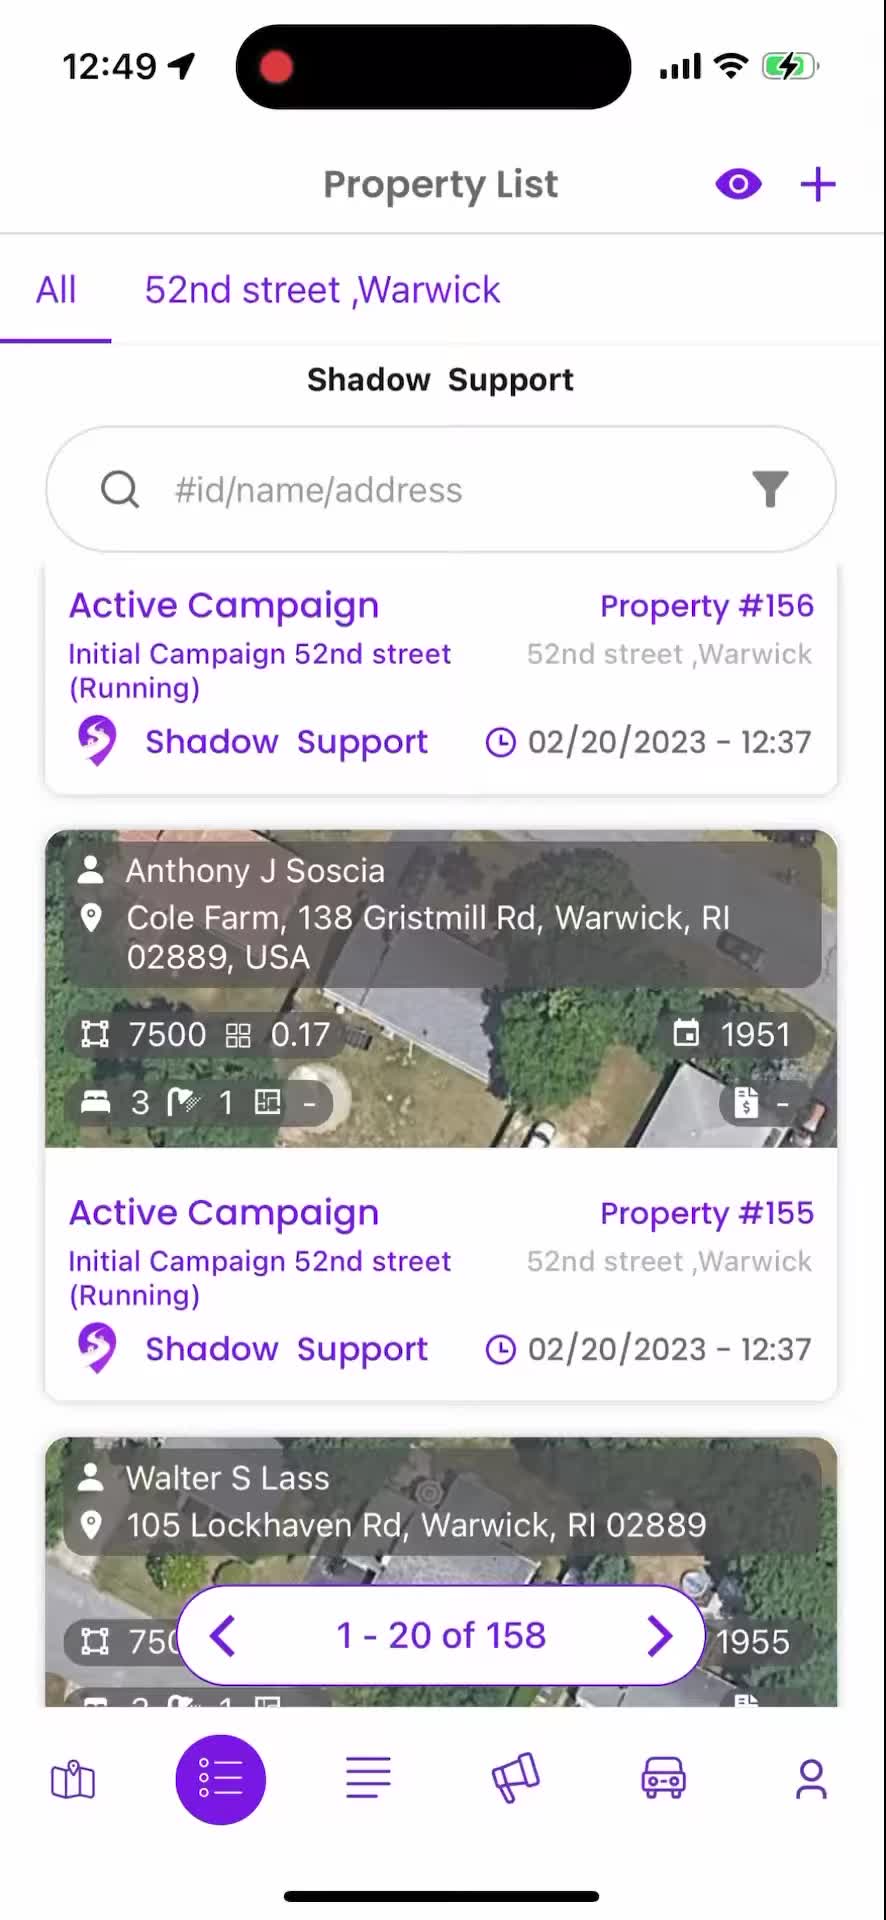 12:49
Property List
All
52nd street ,Warwick
Shadow Support
#id/name/address
Active Campaign
Property #156
Initial Campaign 52nd street
(Running)
52nd street ,Warwick
Shadow Support
02/20/2023 - 12:37
Anthony J Soscia
Cole Farm, 138 Gristmill Rd, Warwick, RI
02889, USA
7500 0.17
1951
3 1 -
-
Active Campaign
Property #155
Initial Campaign 52nd street
(Running)
52nd street ,Warwick
Shadow Support
02/20/2023 - 12:37
Walter S Lass
105 Lockhaven Rd, Warwick, RI 02889
1955
1 - 20 of 158